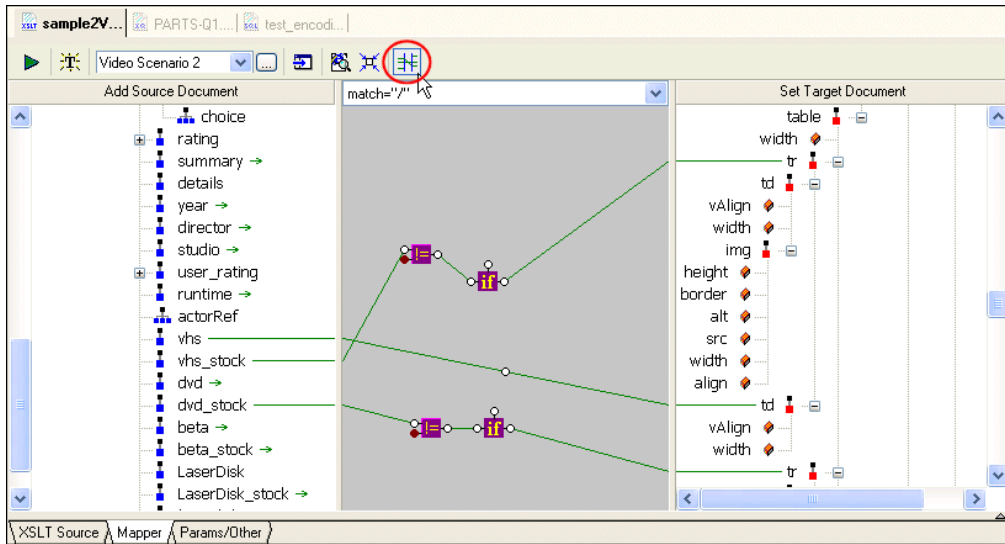 sample2V...
PARTS-Q1....
test_encodi...
Video Scenario 2
...
Add Source Document
match="/"
Set Target Document
choice
rating
summary
details
year
director
studio
user_rating
runtime
actorRef
vhs
vhs_stock
dvd
dvd_stock
beta
beta_stock
LaserDisk
LaserDisk_stock
!=
if
!=
if
table
width
tr
td
vAlign
width
img
height
border
alt
src
width
align
td
vAlign
width
tr
XSLT Source
Mapper
Params/Other